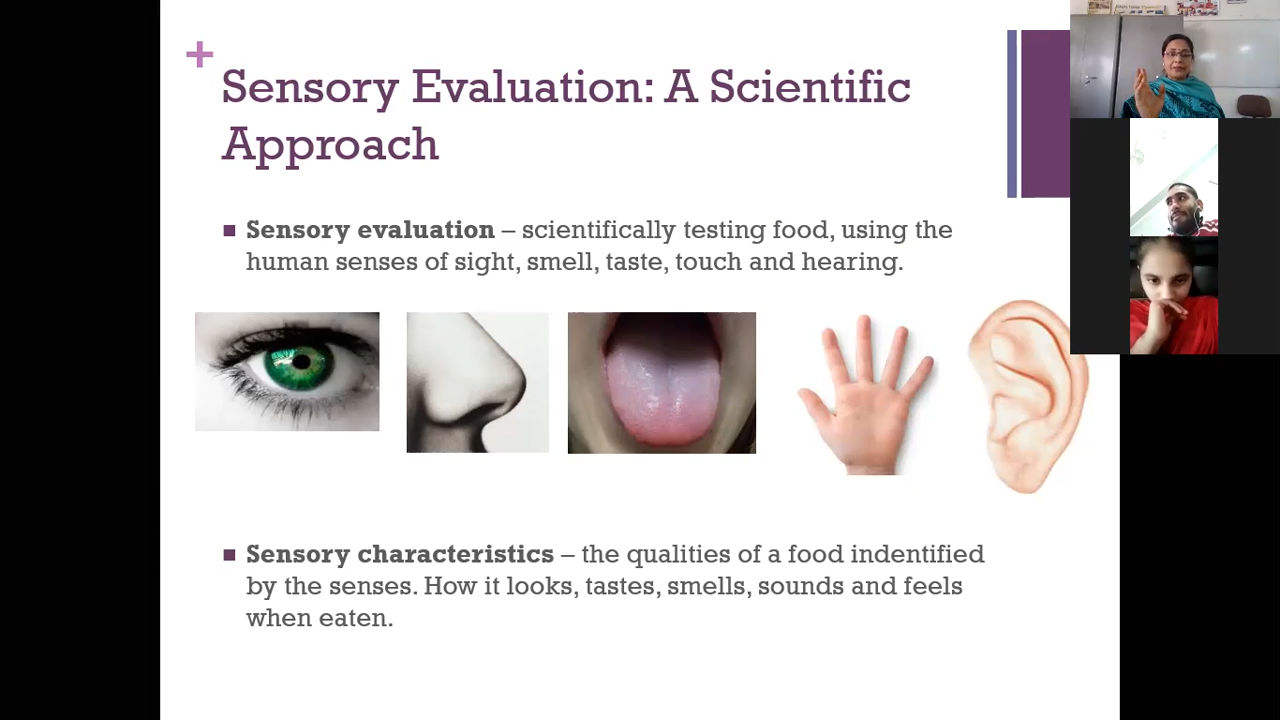 Sensory Evaluation: A Scientific
Approach
Sensory evaluation – scientifically testing food, using the
human senses of sight, smell, taste, touch and hearing.
Sensory characteristics – the qualities of a food indentified
by the senses. How it looks, tastes, smells, sounds and feels
when eaten.